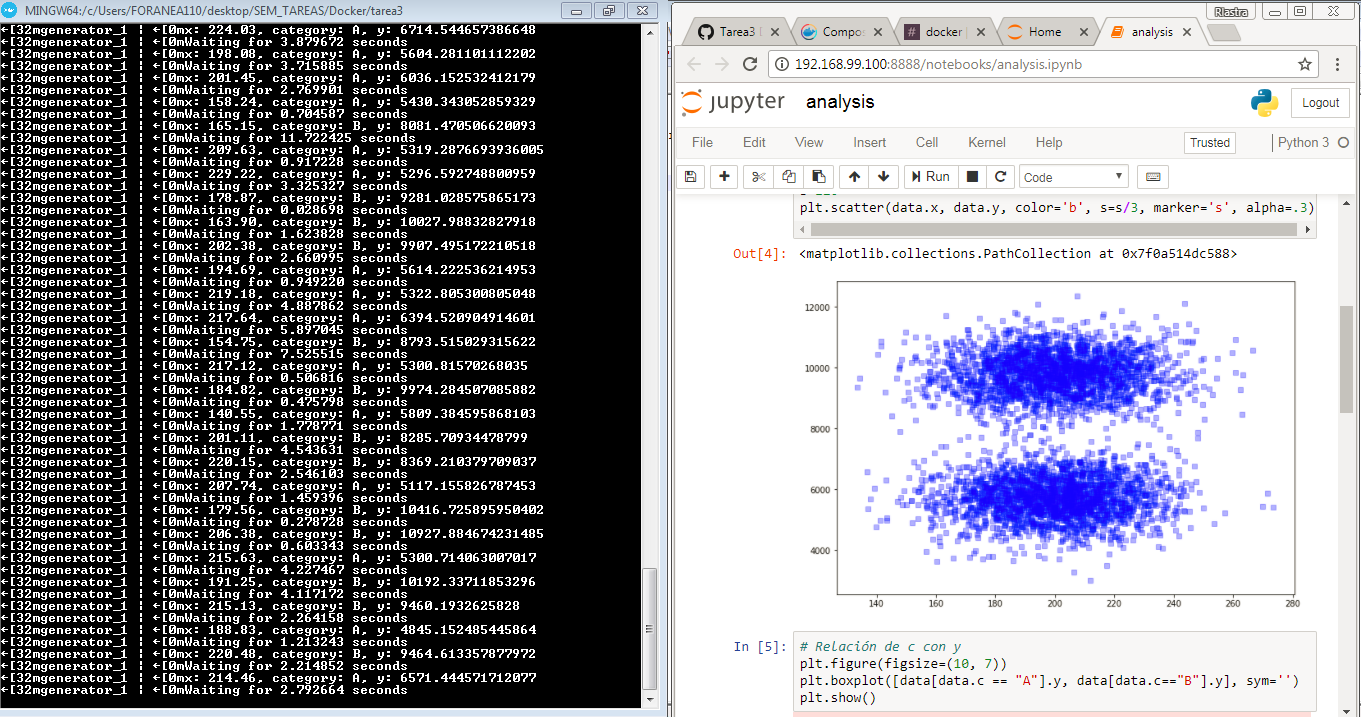 MINGW64:/c/Users/FORANEA110/desktop/SEM_TAREAS/Docker/tarea3
←[32mgenerator_1 | ←[0mx: 224.03, category: A, y: 6714.544657386648
←[32mgenerator_1 | ←[0mWaiting for 3.879672 seconds
←[32mgenerator_1 | ←[0mx: 198.08, category: A, y: 5604.281101112202
←[32mgenerator_1 | ←[0mWaiting for 3.715885 seconds
←[32mgenerator_1 | ←[0mx: 201.45, category: A, y: 6036.152532412179
←[32mgenerator_1 | ←[0mWaiting for 2.769901 seconds
←[32mgenerator_1 | ←[0mx: 158.24, category: A, y: 5430.343052859329
←[32mgenerator_1 | ←[0mWaiting for 0.704587 seconds
←[32mgenerator_1 | ←[0mx: 165.15, category: B, y: 8081.470506620093
←[32mgenerator_1 | ←[0mWaiting for 11.722425 seconds
←[32mgenerator_1 | ←[0mx: 209.63, category: A, y: 5319.2876693936005
←[32mgenerator_1 | ←[0mWaiting for 0.917228 seconds
←[32mgenerator_1 | ←[0mx: 229.22, category: A, y: 5296.592748800959
←[32mgenerator_1 | ←[0mWaiting for 3.325327 seconds
←[32mgenerator_1 | ←[0mx: 178.87, category: B, y: 9281.028575865173
←[32mgenerator_1 | ←[0mWaiting for 0.028698 seconds
←[32mgenerator_1 | ←[0mx: 163.90, category: B, y: 10027.98832827918
←[32mgenerator_1 | ←[0mWaiting for 1.623828 seconds
←[32mgenerator_1 | ←[0mx: 202.38, category: B, y: 9907.495172210518
←[32mgenerator_1 | ←[0mWaiting for 2.660995 seconds
←[32mgenerator_1 | ←[0mx: 194.69, category: A, y: 5614.222536214953
←[32mgenerator_1 | ←[0mWaiting for 0.949220 seconds
←[32mgenerator_1 | ←[0mx: 219.18, category: A, y: 5322.805300805048
←[32mgenerator_1 | ←[0mWaiting for 4.887862 seconds
←[32mgenerator_1 | ←[0mx: 217.64, category: A, y: 6394.520904914601
←[32mgenerator_1 | ←[0mWaiting for 5.897045 seconds
←[32mgenerator_1 | ←[0mx: 154.75, category: B, y: 8793.515029315622
←[32mgenerator_1 | ←[0mWaiting for 7.525515 seconds
←[32mgenerator_1 | ←[0mx: 217.12, category: A, y: 5300.81570268035
←[32mgenerator_1 | ←[0mWaiting for 0.506816 seconds
←[32mgenerator_1 | ←[0mx: 184.82, category: B, y: 9974.284507085882
←[32mgenerator_1 | ←[0mWaiting for 0.475798 seconds
←[32mgenerator_1 | ←[0mx: 140.55, category: A, y: 5809.384595868103
←[32mgenerator_1 | ←[0mWaiting for 1.778771 seconds
←[32mgenerator_1 | ←[0mx: 201.11, category: B, y: 8285.70934478799
←[32mgenerator_1 | ←[0mWaiting for 4.543631 seconds
←[32mgenerator_1 | ←[0mx: 220.15, category: B, y: 8369.210379709037
←[32mgenerator_1 | ←[0mWaiting for 2.546103 seconds
←[32mgenerator_1 | ←[0mx: 207.74, category: A, y: 5117.155826787453
←[32mgenerator_1 | ←[0mWaiting for 1.459396 seconds
←[32mgenerator_1 | ←[0mx: 179.56, category: B, y: 10416.725895950402
←[32mgenerator_1 | ←[0mWaiting for 0.278728 seconds
←[32mgenerator_1 | ←[0mx: 206.38, category: B, y: 10927.884674231485
←[32mgenerator_1 | ←[0mWaiting for 0.603343 seconds
←[32mgenerator_1 | ←[0mx: 215.63, category: A, y: 5300.714063007017
←[32mgenerator_1 | ←[0mWaiting for 4.227467 seconds
←[32mgenerator_1 | ←[0mx: 191.25, category: B, y: 10192.33711853296
←[32mgenerator_1 | ←[0mWaiting for 4.117172 seconds
←[32mgenerator_1 | ←[0mx: 215.13, category: B, y: 9460.1932625828
←[32mgenerator_1 | ←[0mWaiting for 2.264158 seconds
←[32mgenerator_1 | ←[0mx: 188.83, category: A, y: 4845.152485445864
←[32mgenerator_1 | ←[0mWaiting for 1.213243 seconds
←[32mgenerator_1 | ←[0mx: 220.48, category: B, y: 9464.613357877972
←[32mgenerator_1 | ←[0mWaiting for 2.214852 seconds
←[32mgenerator_1 | ←[0mx: 214.46, category: A, y: 6571.444571712077
←[32mgenerator_1 | ←[0mWaiting for 2.792664 seconds
Riastra
Tarea3 Compos docker Home analysis
192.168.99.100:8888/notebooks/analysis.ipynb
jupyter analysis Logout
File Edit View Insert Cell Kernel Help Trusted Python 3
Run Code
plt.scatter(data.x, data.y, color='b', s=s/3, marker='s', alpha=.3)
Out[4]: <matplotlib.collections.PathCollection at 0x7f0a514dc588>
12000
10000
8000
6000
4000
140 160 180 200 220 240 260 280
In [5]: # Relación de c con y
plt.figure(figsize=(10, 7))
plt.boxplot([data[data.c == "A"].y, data[data.c=="B"].y], sym='')
plt.show()